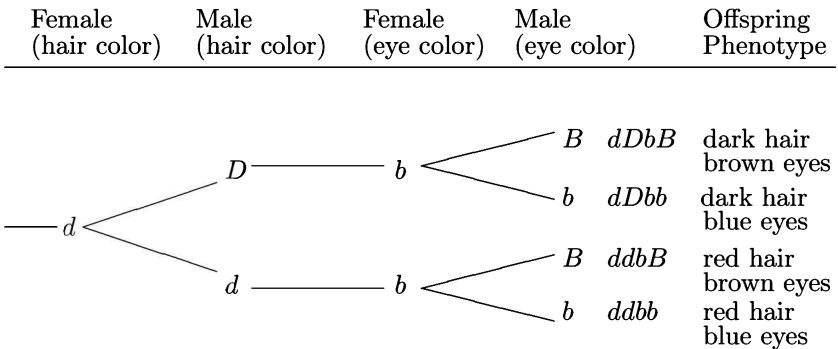 Female Male Female Male Offspring
(hair color) (hair color) (eye color) (eye color) Phenotype
B dDbB dark hair
D b brown eyes
b dDbb dark hair
d blue eyes
B ddbB red hair
d b brown eyes
b ddbb red hair
blue eyes